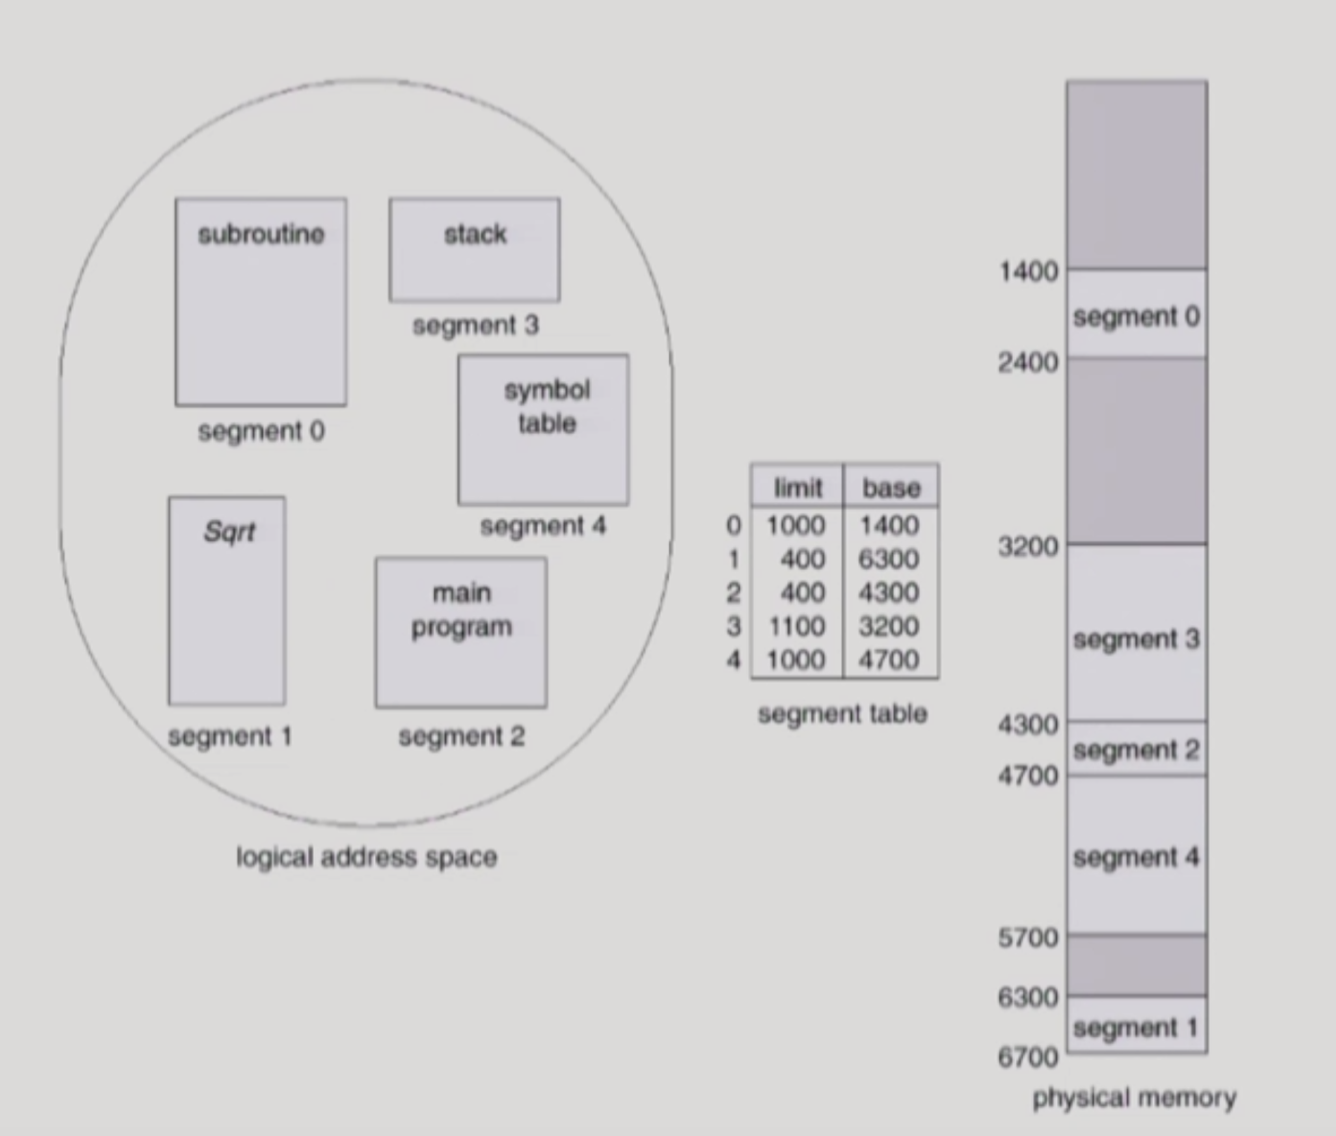 subroutine
segment 0
stack
segment 3
symbol
table
segment 4
Sqrt
segment 1
main
program
segment 2
logical address space
limit base
0 1000 1400
1 400 6300
2 400 4300
3 1100 3200
4 1000 4700
segment table
1400
segment 0
2400
3200
segment 3
4300
segment 2
4700
segment 4
5700
6300
segment 1
6700
physical memory